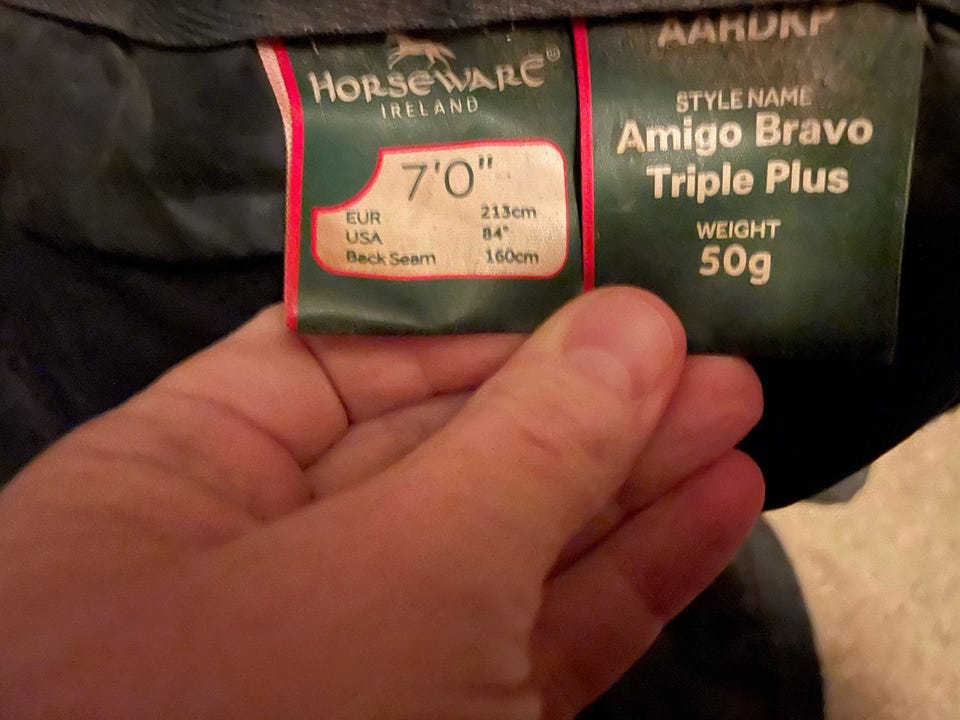 HORSEWARE®
IRELAND
7'0"
EUR 213cm
USA 84"
Back Seam 160cm
AARDKP
STYLE NAME
Amigo Bravo
Triple Plus
WEIGHT
50g